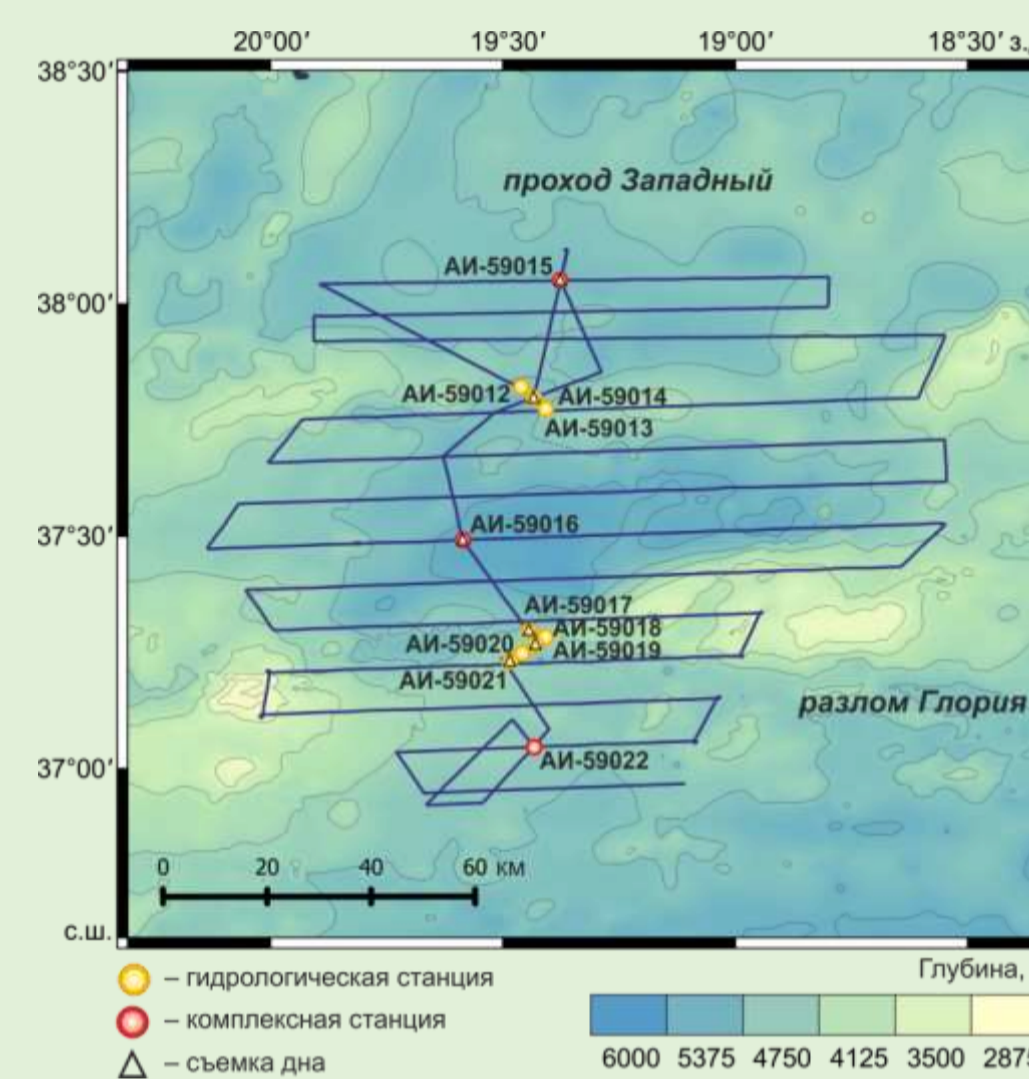 20°00′ 19°30′ 19°00′ 18°30′ з.
38°30′
проход Западный
АИ-59015
38°00′
АИ-59012 АИ-59014
АИ-59013
37°30′
АИ-59016
АИ-59017
АИ-59018
АИ-59020 АИ-59019
АИ-59021
разлом Глория
37°00′
АИ-59022
0 20 40 60 км
с.ш.
Глубина,
– гидрологическая станция
– комплексная станция
– съемка дна
6000 5375 4750 4125 3500 2875